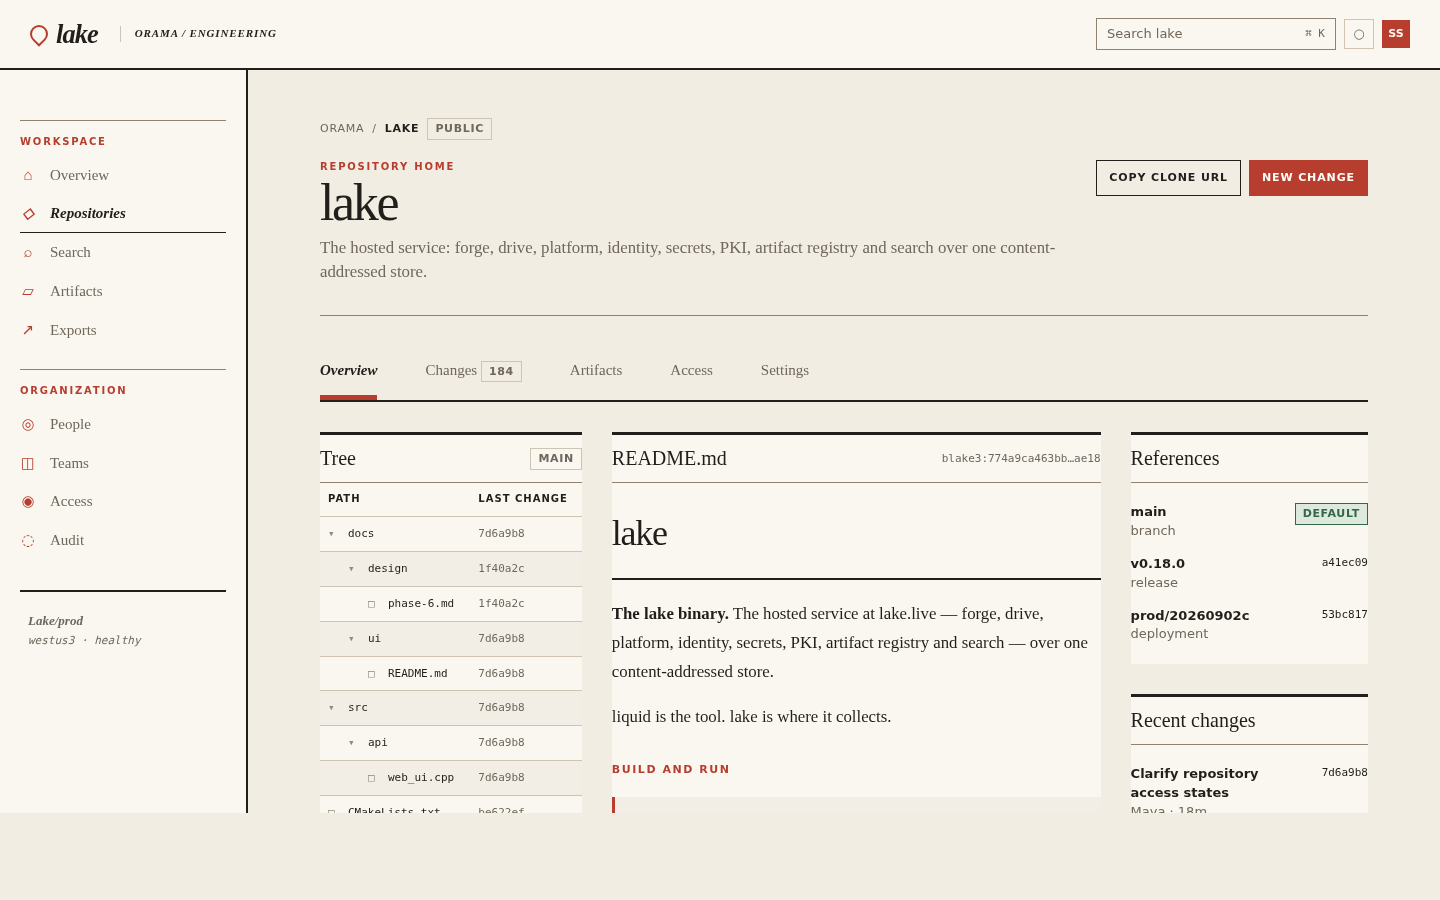 lake
ORAMA / ENGINEERING
Search lake ⌘ K
SS
WORKSPACE
Overview
Repositories
Search
Artifacts
Exports
ORGANIZATION
People
Teams
Access
Audit
Lake/prod
westus3 · healthy
ORAMA / LAKE PUBLIC
REPOSITORY HOME
lake
The hosted service: forge, drive, platform, identity, secrets, PKI, artifact registry and search over one content-
addressed store.
COPY CLONE URL
NEW CHANGE
Overview
Changes 184
Artifacts
Access
Settings
Tree MAIN
PATH LAST CHANGE
docs 7d6a9b8
design 1f40a2c
phase-6.md 1f40a2c
ui 7d6a9b8
README.md 7d6a9b8
src 7d6a9b8
api 7d6a9b8
web_ui.cpp 7d6a9b8
CMakeLists.txt be622ef
README.md blake3:774a9ca463bb…ae18
lake
The lake binary. The hosted service at lake.live — forge, drive,
platform, identity, secrets, PKI, artifact registry and search — over one
content-addressed store.
liquid is the tool. lake is where it collects.
BUILD AND RUN
References
main DEFAULT
branch
v0.18.0 a41ec09
release
prod/20260902c 53bc817
deployment
Recent changes
Clarify repository 7d6a9b8
access states
Maya · 18m